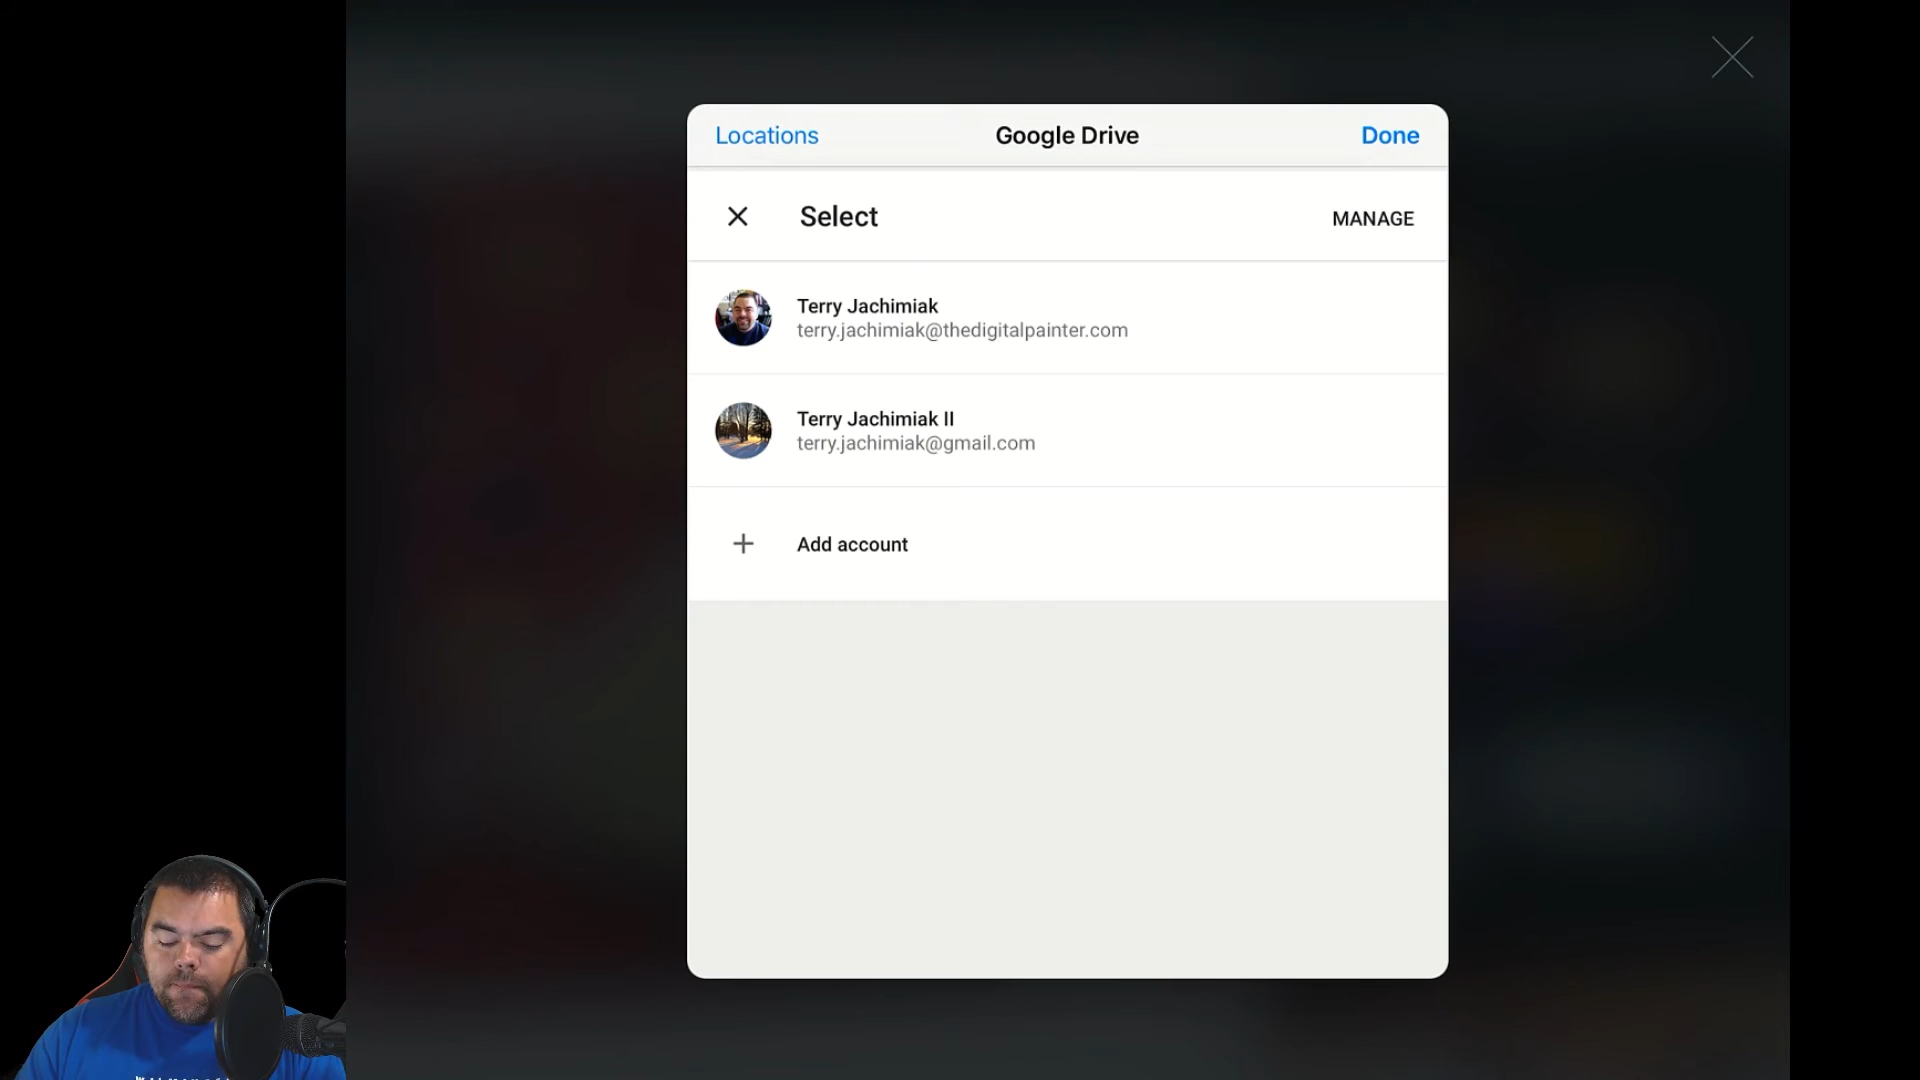 Locations
Google Drive
Done
Select
MANAGE
Terry Jachimiak
terry.jachimiak@thedigitalpainter.com
Terry Jachimiak II
terry.jachimiak@gmail.com
Add account